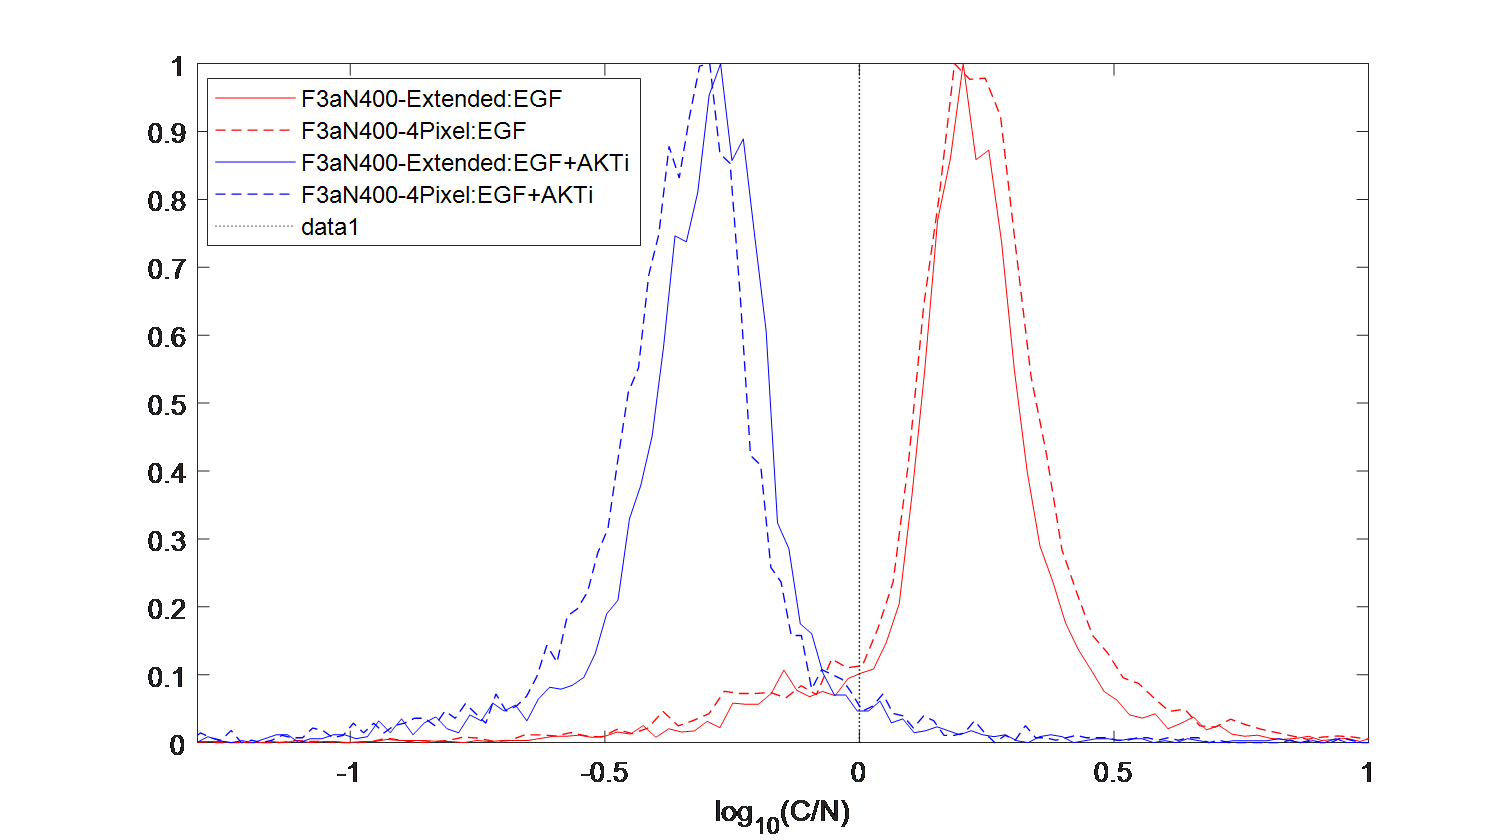 1
0.9
0.8
0.7
0.6
0.5
0.4
0.3
0.2
0.1
0
F3aN400-Extended:EGF
F3aN400-4Pixel:EGF
F3aN400-Extended:EGF+AKTi
F3aN400-4Pixel:EGF+AKTi
data1
-1 -0.5 0 0.5 1
log10(C/N)